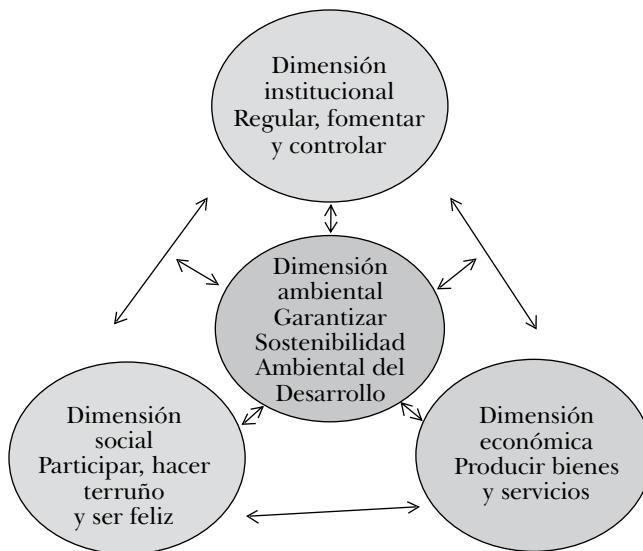 Dimensión
institucional
Regular, fomentar
y controlar
Dimensión
ambiental
Garantizar
Sostenibilidad
Ambiental del
Desarrollo
Dimensión
social
Participar, hacer
terruño
y ser feliz
Dimensión
económica
Producir bienes
y servicios